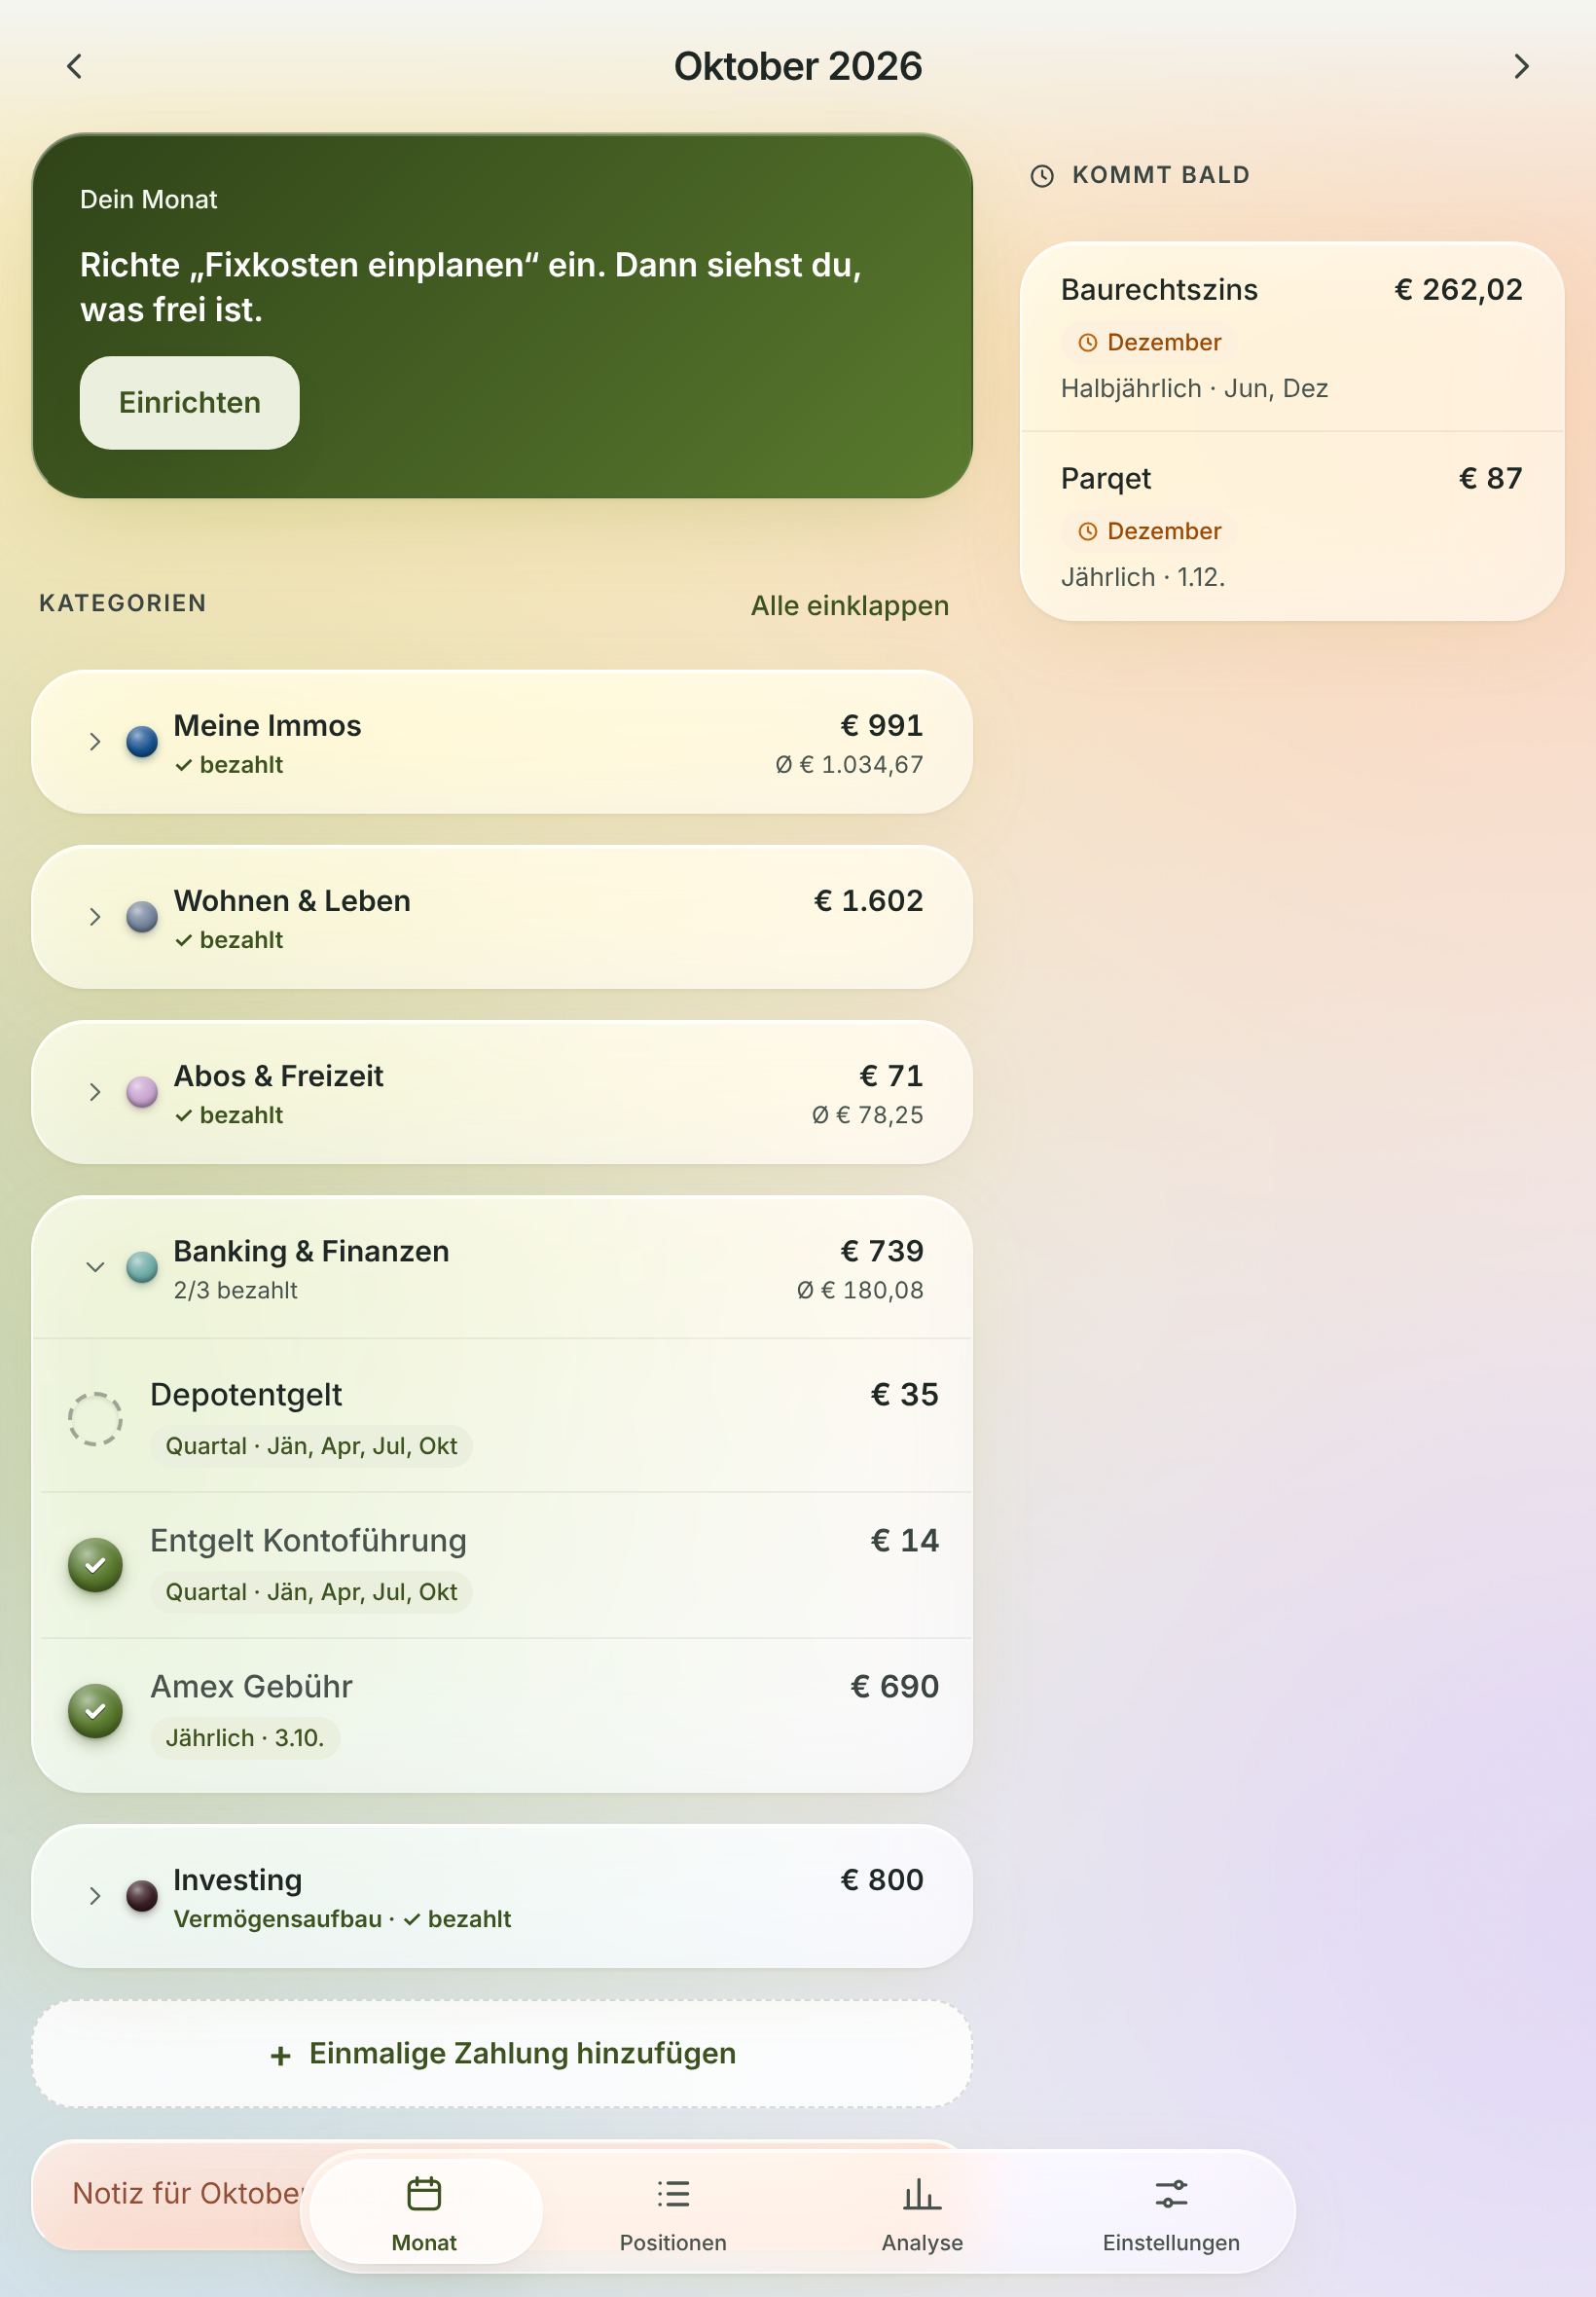 Oktober 2026
Dein Monat
Richte „Fixkosten einplanen“ ein. Dann siehst du,
was frei ist.
Einrichten
KATEGORIEN
Alle einklappen
Meine Immos
€ 991
✓ bezahlt
Ø € 1.034,67
Wohnen & Leben
€ 1.602
✓ bezahlt
Abos & Freizeit
€ 71
✓ bezahlt
Ø € 78,25
Banking & Finanzen
€ 739
2/3 bezahlt
Ø € 180,08
Depotentgelt
€ 35
Quartal · Jän, Apr, Jul, Okt
Entgelt Kontoführung
€ 14
Quartal · Jän, Apr, Jul, Okt
Amex Gebühr
€ 690
Jährlich · 3.10.
Investing
€ 800
Vermögensaufbau · ✓ bezahlt
+ Einmalige Zahlung hinzufügen
Notiz für
KOMMT BALD
Baurechtszins
€ 262,02
Dezember
Halbjährlich · Jun, Dez
Parqet
€ 87
Dezember
Jährlich · 1.12.
Monat
Positionen
Analyse
Einstellungen